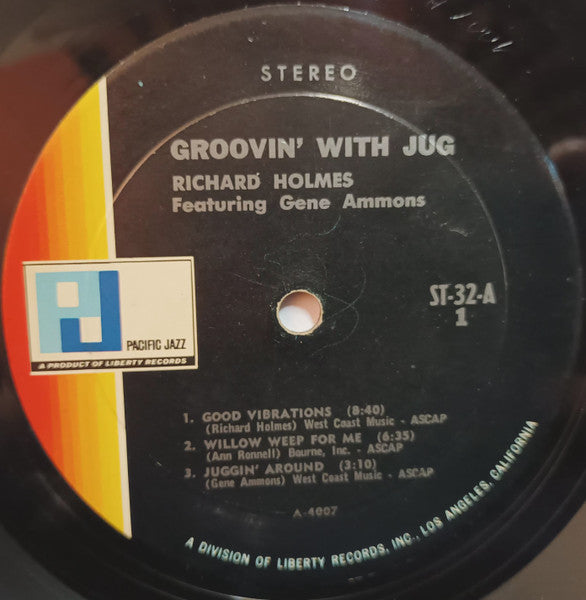 STEREO
GROOVIN' WITH JUG
RICHARD HOLMES
Featuring Gene Ammons
ST-32-A
1
PJ
PACIFIC JAZZ
A PRODUCT OF LIBERTY RECORDS
1. GOOD VIBRATIONS (8:40)
(Richard Holmes) West Coast Music - ASCAP
2. WILLOW WEEP FOR ME (6:35)
(Ann Ronnell) Bourne, Inc. - ASCAP
3. JUGGIN' AROUND (3:10)
(Gene Ammons) West Coast Music - ASCAP
A-4007
A DIVISION OF LIBERTY RECORDS, INC., LOS ANGELES, CALIFORNIA